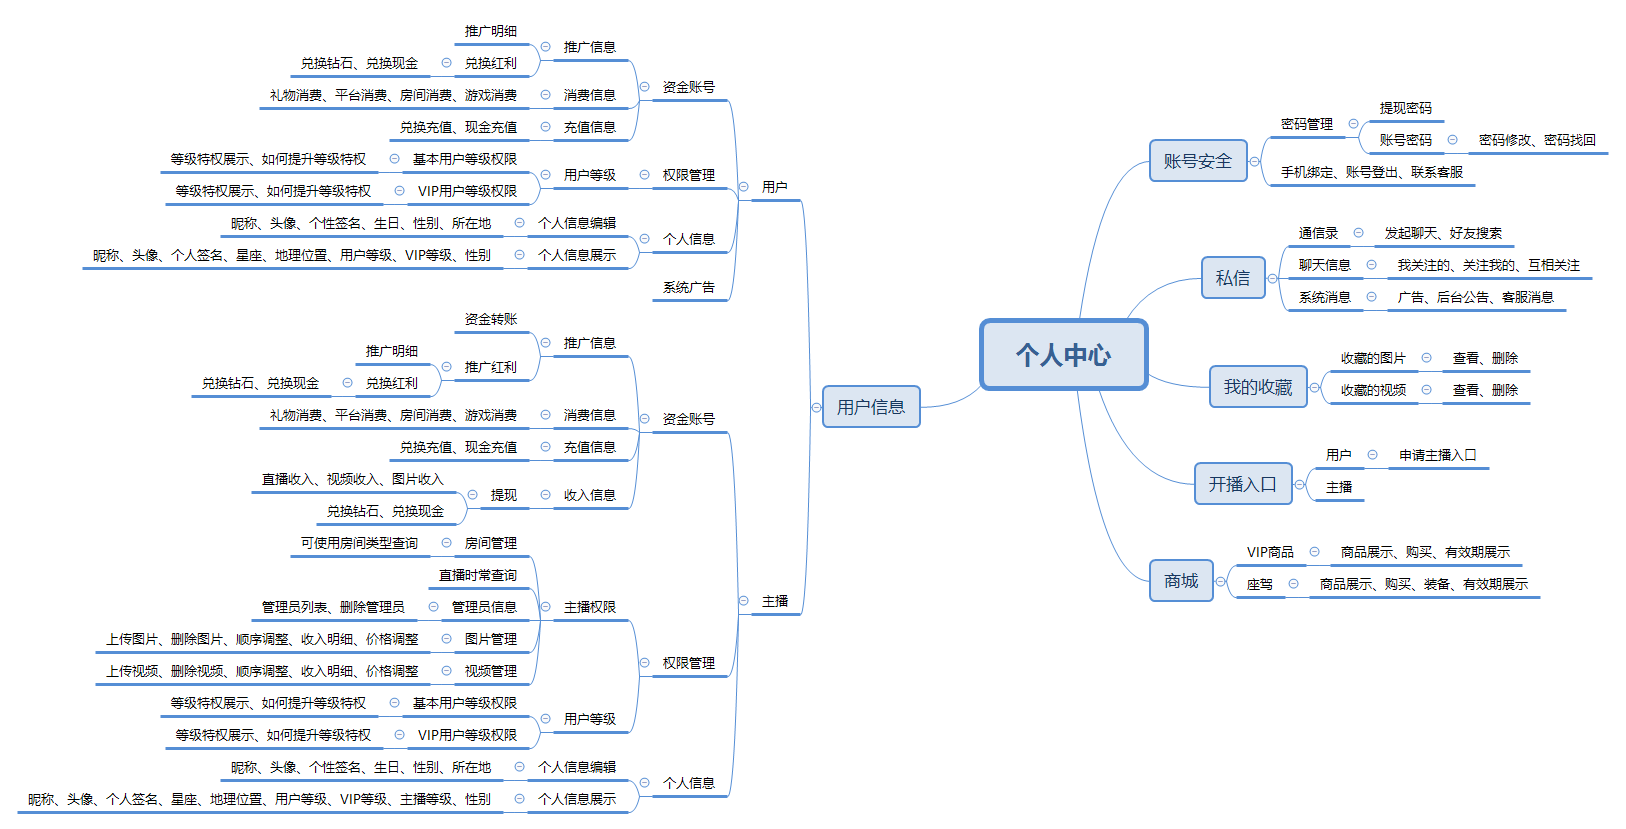 个人中心
账号安全
密码管理
提现密码
账号密码
密码修改、密码找回
手机绑定、账号登出、联系客服
私信
通信录
发起聊天、好友搜索
聊天信息
我关注的、关注我的、互相关注
系统消息
广告、后台公告、客服消息
我的收藏
收藏的图片
查看、删除
收藏的视频
查看、删除
开播入口
用户
申请主播入口
主播
商城
VIP商品
商品展示、购买、有效期展示
座驾
商品展示、购买、装备、有效期展示
用户信息
用户
资金账号
推广信息
推广明细
兑换红利
兑换钻石、兑换现金
消费信息
礼物消费、平台消费、房间消费、游戏消费
充值信息
兑换充值、现金充值
权限管理
用户等级
基本用户等级权限
等级特权展示、如何提升等级特权
VIP用户等级权限
等级特权展示、如何提升等级特权
个人信息
个人信息编辑
昵称、头像、个性签名、生日、性别、所在地
个人信息展示
昵称、头像、个人签名、星座、地理位置、用户等级、VIP等级、性别
系统广告
主播
资金账号
推广信息
资金转账
推广红利
推广明细
兑换红利
兑换钻石、兑换现金
消费信息
礼物消费、平台消费、房间消费、游戏消费
充值信息
兑换充值、现金充值
收入信息
提现
直播收入、视频收入、图片收入
兑换钻石、兑换现金
权限管理
主播权限
房间管理
可使用房间类型查询
直播时常查询
管理员信息
管理员列表、删除管理员
图片管理
上传图片、删除图片、顺序调整、收入明细、价格调整
视频管理
上传视频、删除视频、顺序调整、收入明细、价格调整
用户等级
基本用户等级权限
等级特权展示、如何提升等级特权
VIP用户等级权限
等级特权展示、如何提升等级特权
个人信息
个人信息编辑
昵称、头像、个性签名、生日、性别、所在地
个人信息展示
昵称、头像、个人签名、星座、地理位置、用户等级、VIP等级、主播等级、性别